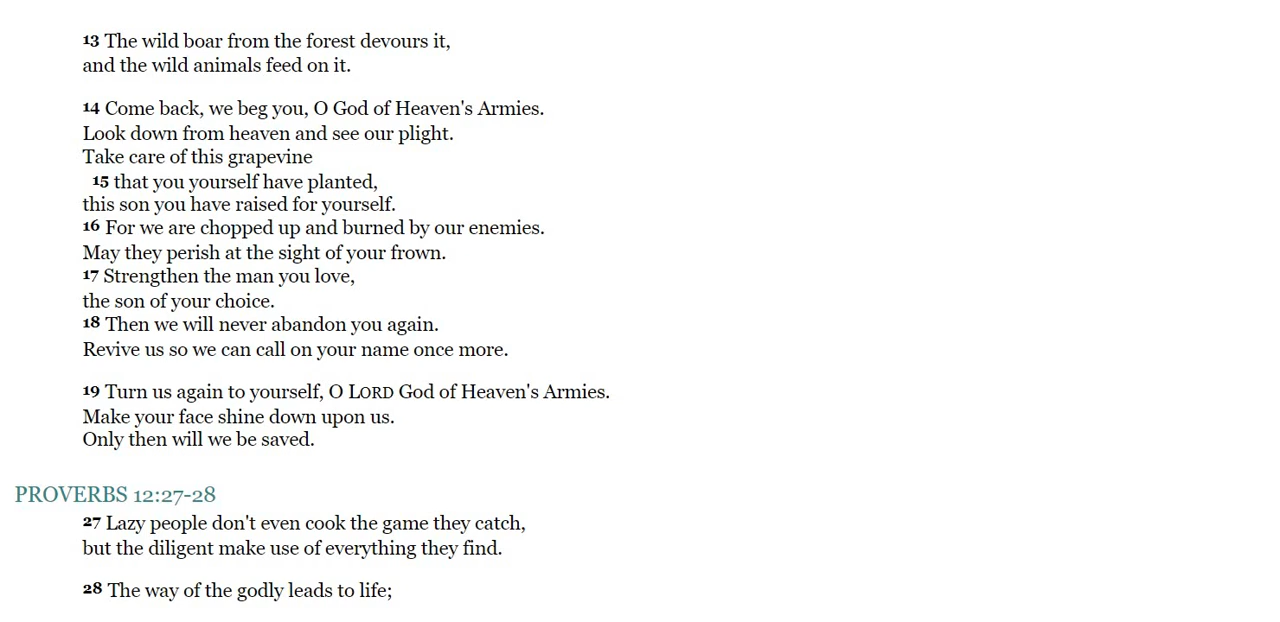 13 The wild boar from the forest devours it,
and the wild animals feed on it.
14 Come back, we beg you, O God of Heaven's Armies.
Look down from heaven and see our plight.
Take care of this grapevine
15 that you yourself have planted,
this son you have raised for yourself.
16 For we are chopped up and burned by our enemies.
May they perish at the sight of your frown.
17 Strengthen the man you love,
the son of your choice.
18 Then we will never abandon you again.
Revive us so we can call on your name once more.
19 Turn us again to yourself, O LORD God of Heaven's Armies.
Make your face shine down upon us.
Only then will we be saved.
PROVERBS 12:27-28
27 Lazy people don't even cook the game they catch,
but the diligent make use of everything they find.
28 The way of the godly leads to life;